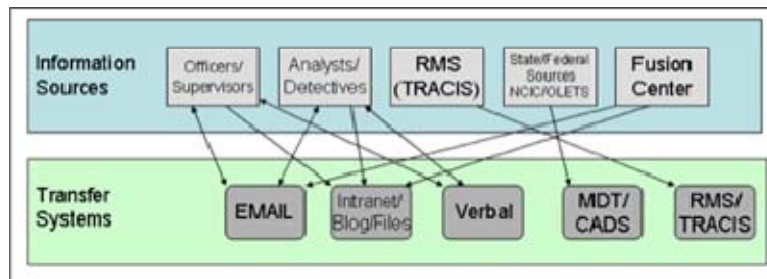 Information
Sources
Officers/
Supervisors
Analysts/
Detectives
RMS
(TRACIS)
State/Federal
Sources
NCIC/OLETS
Fusion
Center
Transfer
Systems
EMAIL
Intranet/
Blog/Files
Verbal
MIDT/
CADS
RMS/
TRACIS